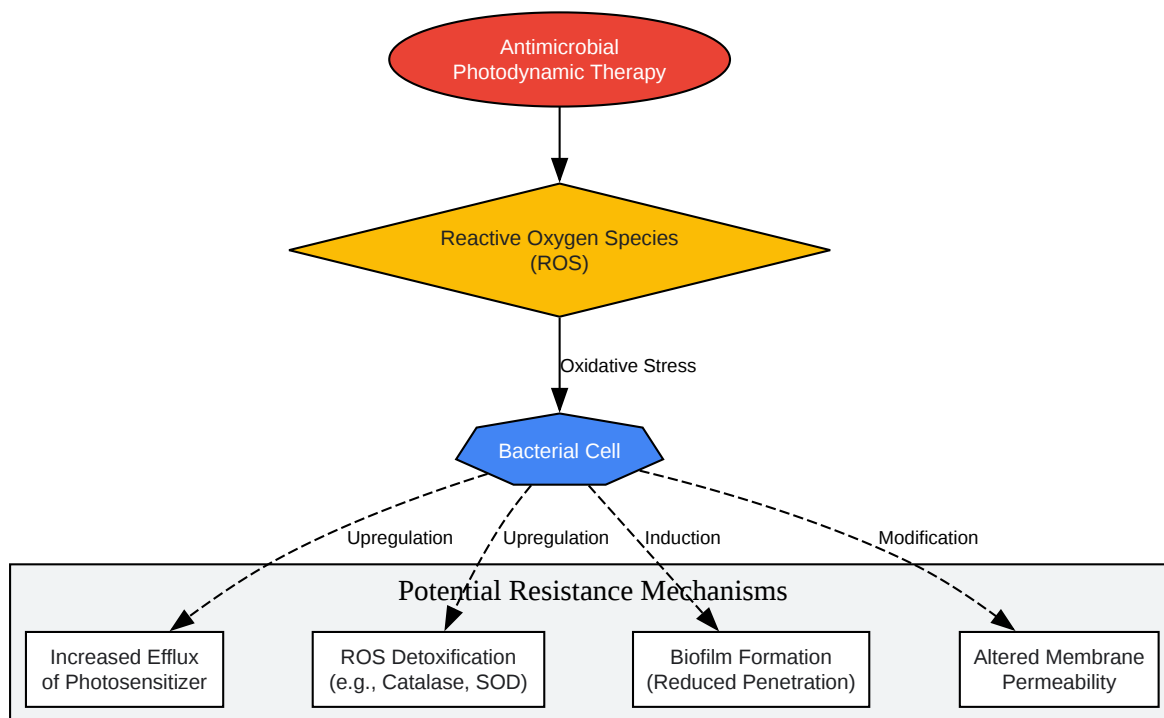 Antimicrobial
Photodynamic Therapy
Reactive Oxygen Species
(ROS)
Oxidative Stress
Bacterial Cell
Upregulation
Upregulation
Induction
Modification
Potential Resistance Mechanisms
Increased Efflux
of Photosensitizer
ROS Detoxification
(e.g., Catalase, SOD)
Biofilm Formation
(Reduced Penetration)
Altered Membrane
Permeability